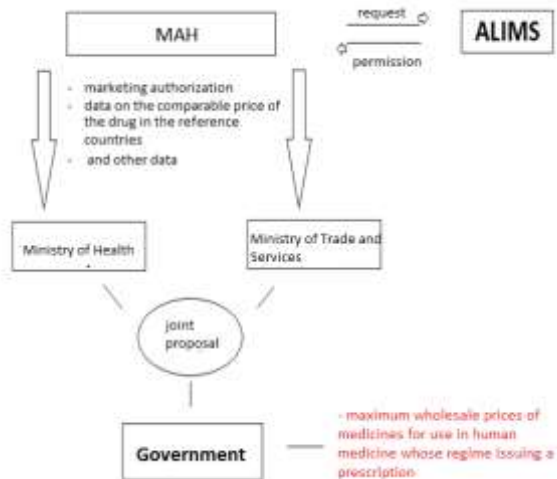 MAH
request
permission
ALIMS
- marketing authorization
- data on the comparable price of
the drug in the reference
countries
- and other data
Ministry of Health
Ministry of Trade and
Services
joint
proposal
Government
- maximum wholesale prices of
medicines for use in human
medicine whose regime issuing a
prescription